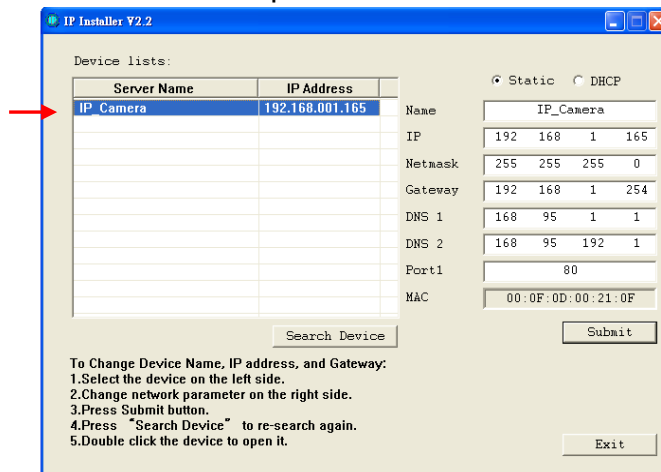 IP Installer V2.2
Device lists:
Server Name IP Address
IP_Camera 192.168.001.165
Search Device
To Change Device Name, IP address, and Gateway:
1.Select the device on the left side.
2.Change network parameter on the right side.
3.Press Submit button.
4.Press “Search Device” to re-search again.
5.Double click the device to open it.
Static DHCP
Name IP_Camera
IP 192 168 1 165
Netmask 255 255 255 0
Gateway 192 168 1 254
DNS 1 168 95 1 1
DNS 2 168 95 192 1
Port1 80
MAC 00:0F:0D:00:21:0F
Submit
Exit